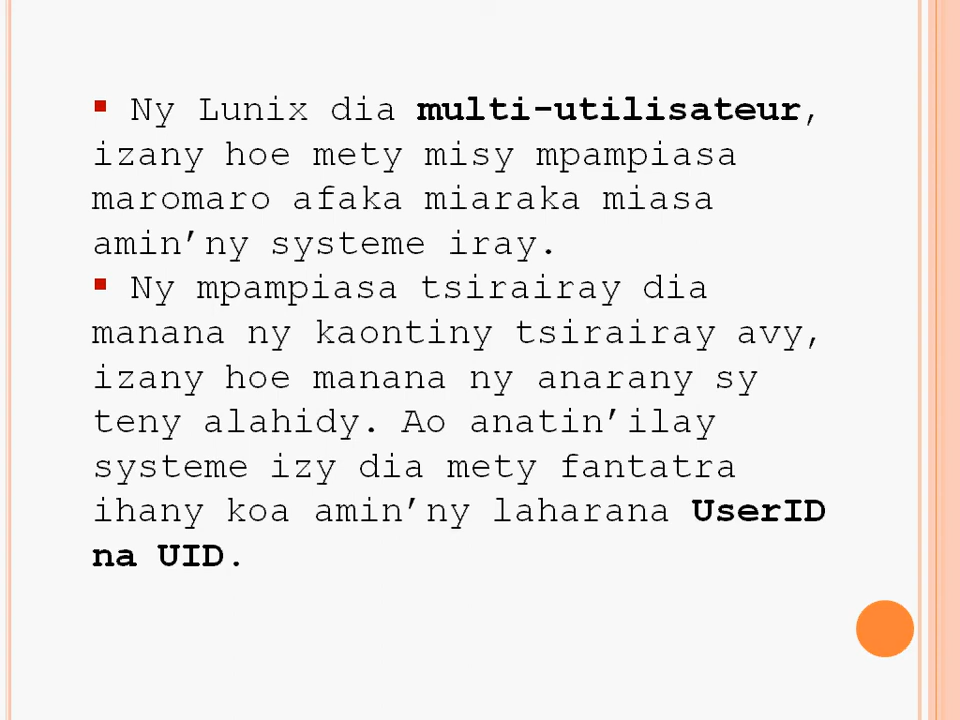 ▪ Ny Lunix dia multi-utilisateur,
izany hoe mety misy mpampiasa
maromaro afaka miaraka miasa
amin’ny systeme iray.
▪ Ny mpampiasa tsirairay dia
manana ny kaontiny tsirairay avy,
izany hoe manana ny anarany sy
teny alahidy. Ao anatin’ilay
systeme izy dia mety fantatra
ihany koa amin’ny laharana UserID
na UID.